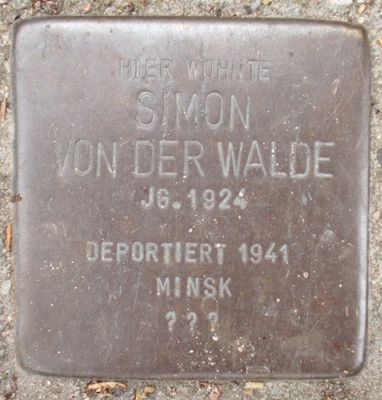 HIER WOHNTE
SIMON
VON DER WALDE
JG. 1924
DEPORTIERT 1941
MINSK
? ? ?